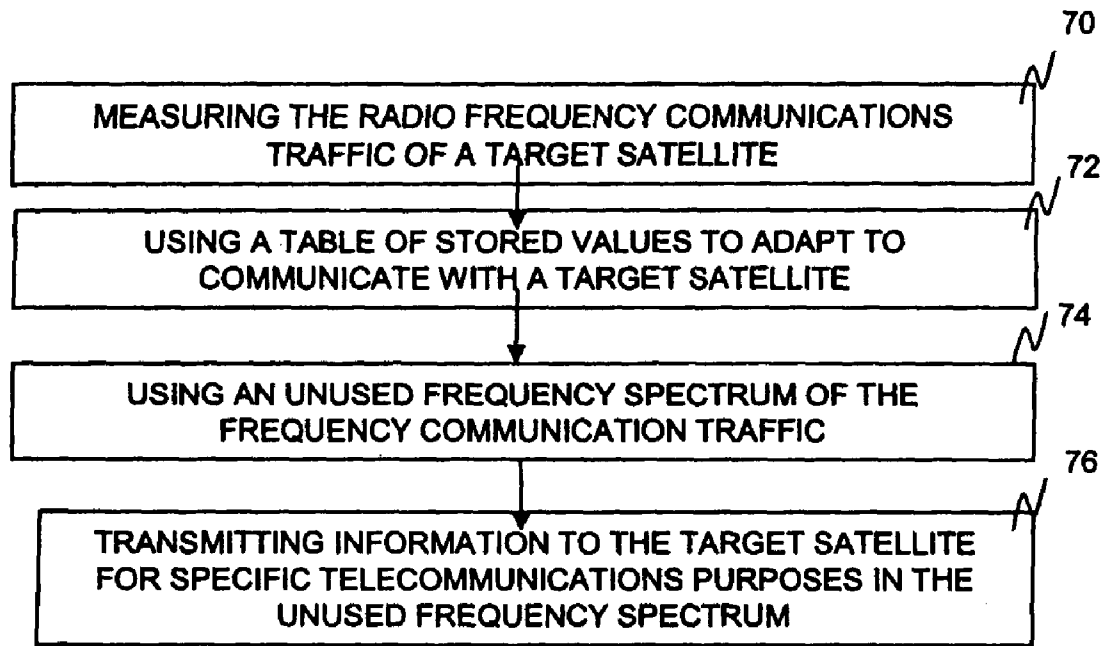 70
MEASURING THE RADIO FREQUENCY COMMUNICATIONS
TRAFFIC OF A TARGET SATELLITE
72
USING A TABLE OF STORED VALUES TO ADAPT TO
COMMUNICATE WITH A TARGET SATELLITE
74
USING AN UNUSED FREQUENCY SPECTRUM OF THE
FREQUENCY COMMUNICATION TRAFFIC
76
TRANSMITTING INFORMATION TO THE TARGET SATELLITE
FOR SPECIFIC TELECOMMUNICATIONS PURPOSES IN THE
UNUSED FREQUENCY SPECTRUM